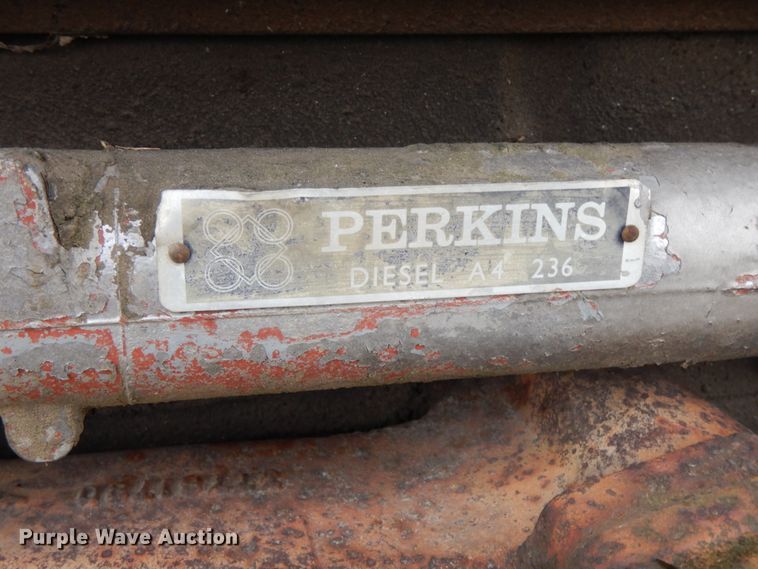 PERKINS
DIESEL A4 236
Purple Wave Auction